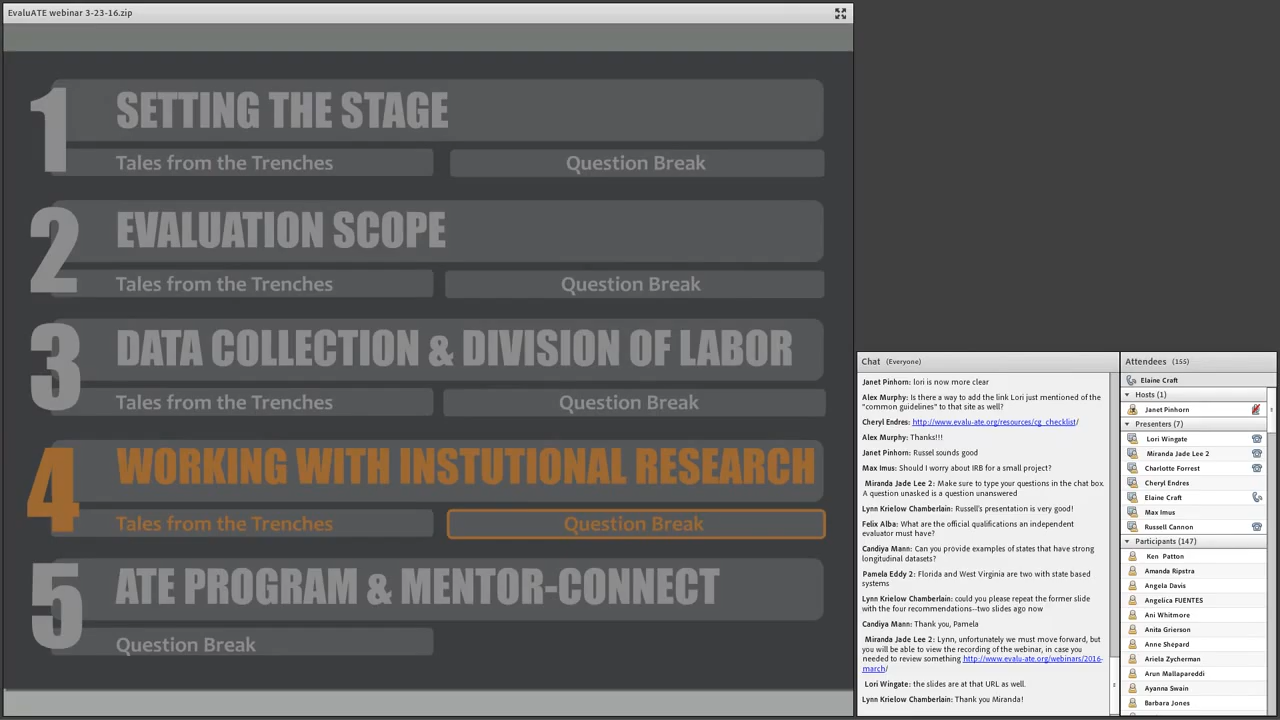 EvaluATE webinar 3-23-16.zip
1 SETTING THE STAGE
Tales from the Trenches
Question Break
2 EVALUATION SCOPE
Tales from the Trenches
Question Break
3 DATA COLLECTION & DIVISION OF LABOR
Tales from the Trenches
Question Break
4 WORKING WITH INSTUTIONAL RESEARCH
Tales from the Trenches
Question Break
5 ATE PROGRAM & MENTOR-CONNECT
Question Break
Chat (Everyone)
Janet Pinhorn: lori is now more clear
Alex Murphy: Is there a way to add the link Lori just mentioned of the
"common guidelines" to that site as well?
Cheryl Endres: http://www.evalu-ate.org/resources/cg_checklist/
Alex Murphy: Thanks!!!
Janet Pinhorn: Russel sounds good
Max Imus: Should I worry about IRB for a small project?
Miranda Jade Lee 2: Make sure to type your questions in the chat box.
A question unasked is a question unanswered
Lynn Krielow Chamberlain: Russell's presentation is very good!
Felix Alba: What are the official qualifications an independent
evaluator must have?
Candiya Mann: Can you provide examples of states that have strong
longitudinal datasets?
Pamela Eddy 2: Florida and West Virginia are two with state based
systems
Lynn Krielow Chamberlain: could you please repeat the former slide
with the four recommendations--two slides ago now
Candiya Mann: Thank you, Pamela
Miranda Jade Lee 2: Lynn, unfortunately we must move forward, but
you will be able to view the recording of the webinar, in case you
needed to review something http://www.evalu-ate.org/webinars/2016-
march/
Lori Wingate: the slides are at that URL as well.
Lynn Krielow Chamberlain: Thank you Miranda!
Attendees (155)
Elaine Craft
Hosts (1)
Janet Pinhorn
Presenters (7)
Lori Wingate
Miranda Jade Lee 2
Charlotte Forrest
Cheryl Endres
Elaine Craft
Max Imus
Russell Cannon
Participants (147)
Ken Patton
Amanda Ripstra
Angela Davis
Angelica FUENTES
Ani Whitmore
Anita Grierson
Anne Shepard
Ariela Zycherman
Arun Mallapareddi
Ayanna Swain
Barbara Jones